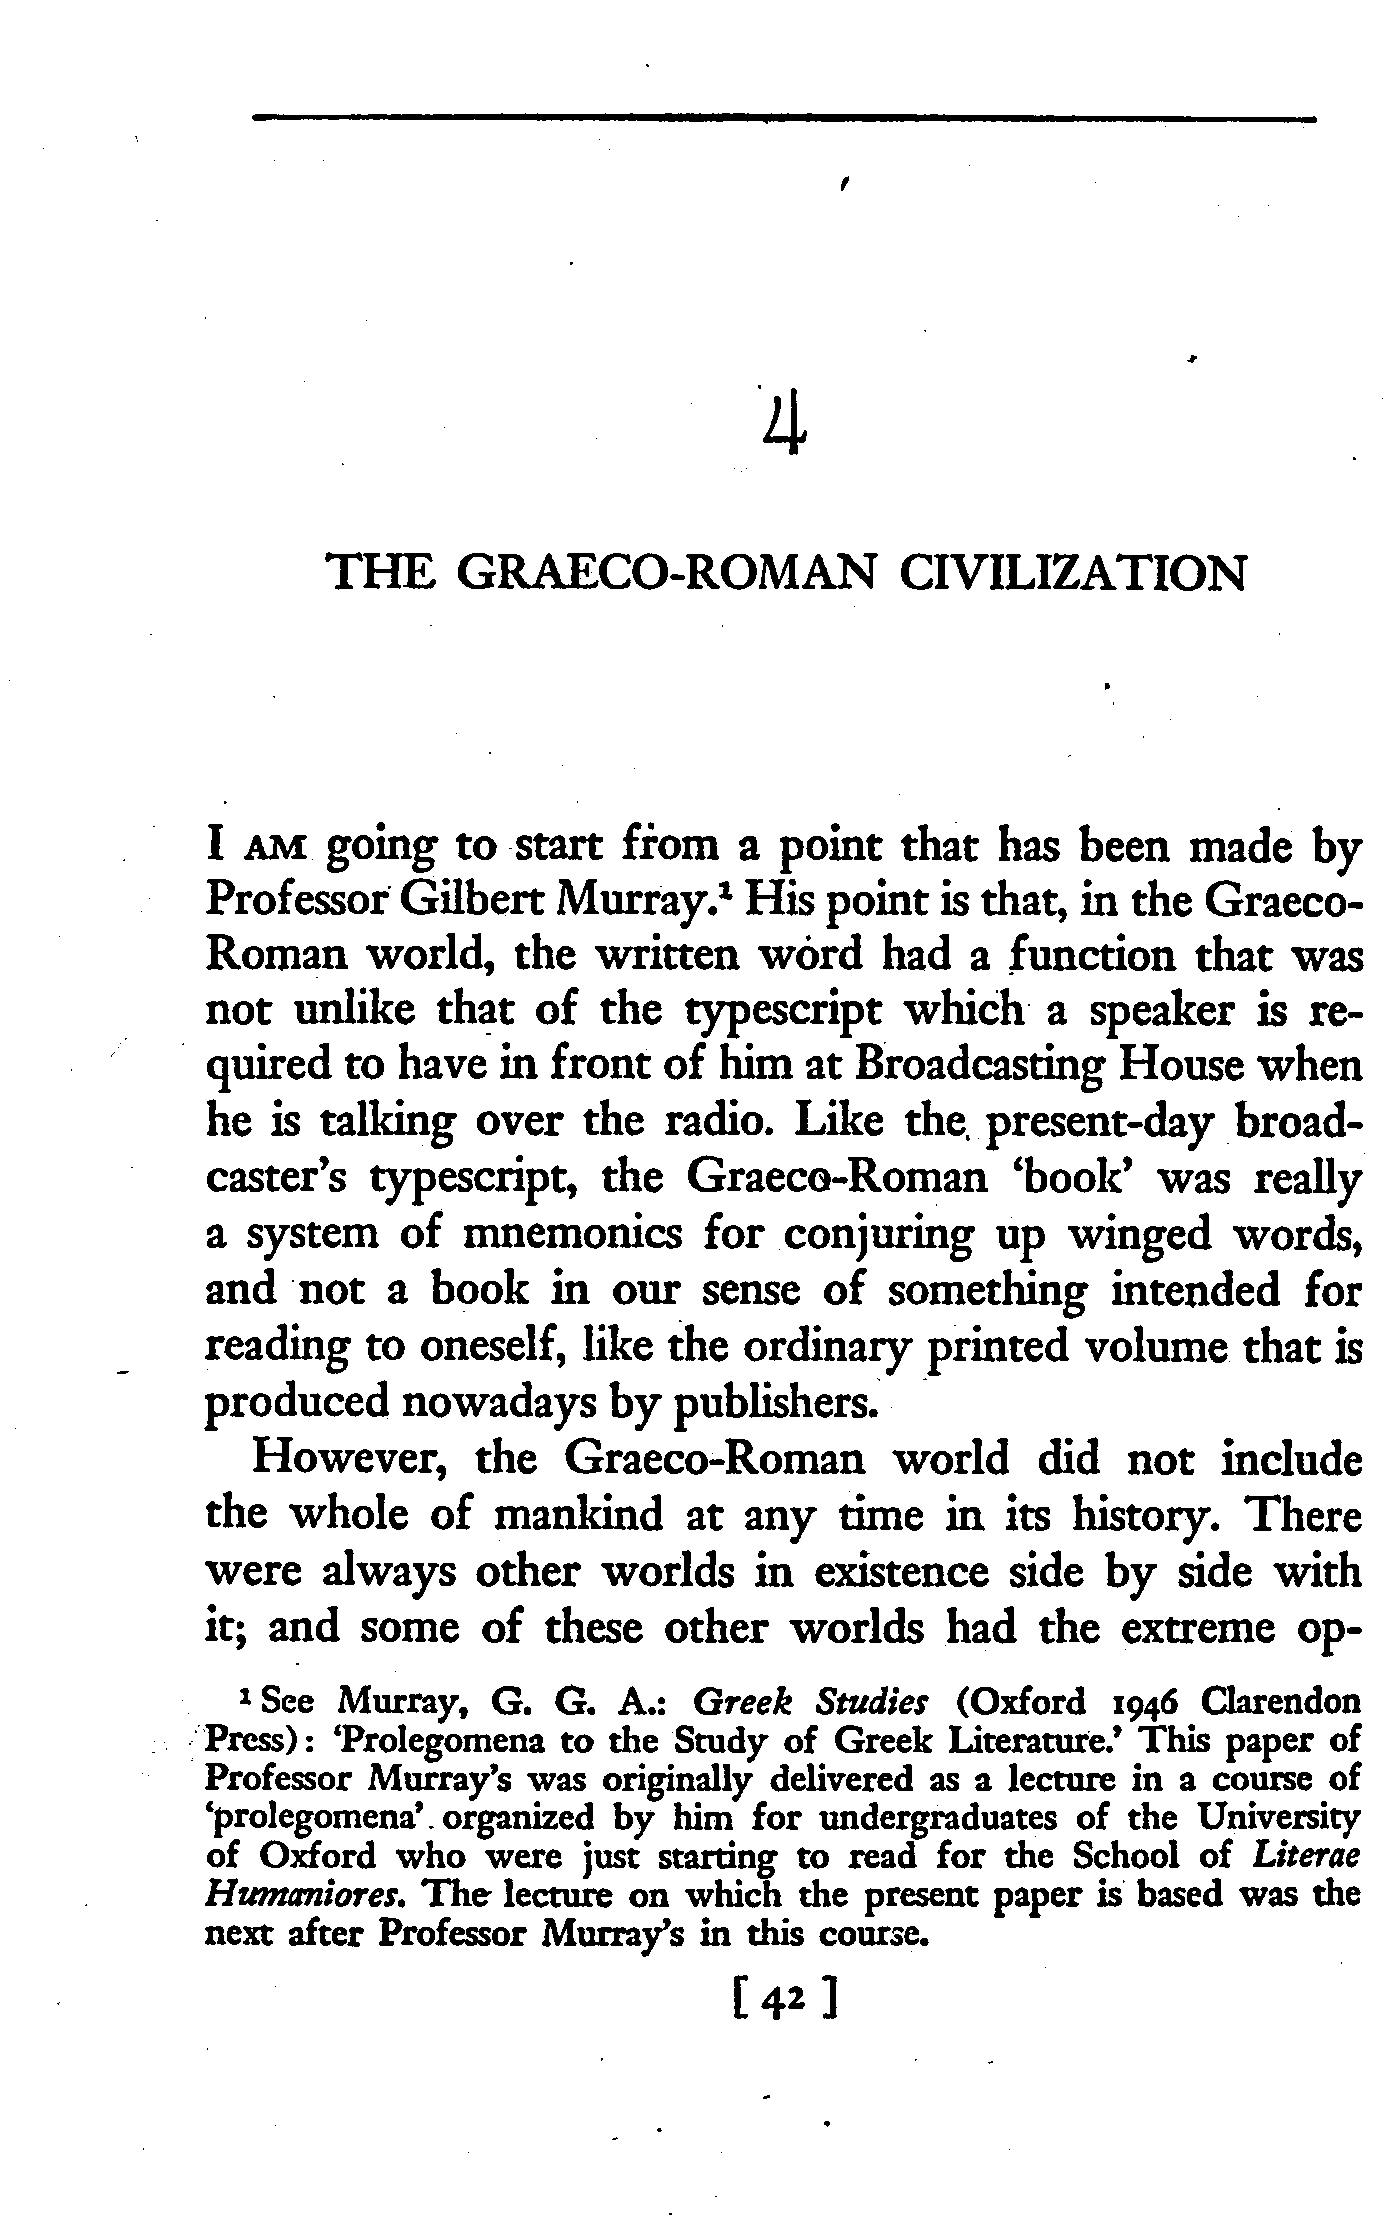 4
THE GRAECO-ROMAN CIVILIZATION
I AM going to start from a point that has been made by
Professor Gilbert Murray.¹ His point is that, in the Graeco-
Roman world, the written word had a function that was
not unlike that of the typescript which a speaker is re-
quired to have in front of him at Broadcasting House when
he is talking over the radio. Like the present-day broad-
caster's typescript, the Graeco-Roman ‘book’ was really
a system of mnemonics for conjuring up winged words,
and not a book in our sense of something intended for
reading to oneself, like the ordinary printed volume that is
produced nowadays by publishers.
However, the Graeco-Roman world did not include
the whole of mankind at any time in its history. There
were always other worlds in existence side by side with
it; and some of these other worlds had the extreme op-
¹ See Murray, G. G. A.: Greek Studies (Oxford 1946 Clarendon
Press): ‘Prolegomena to the Study of Greek Literature.’ This paper of
Professor Murray's was originally delivered as a lecture in a course of
‘prolegomena’ organized by him for undergraduates of the University
of Oxford who were just starting to read for the School of Literae
Humaniores. The lecture on which the present paper is based was the
next after Professor Murray's in this course.
[ 42 ]